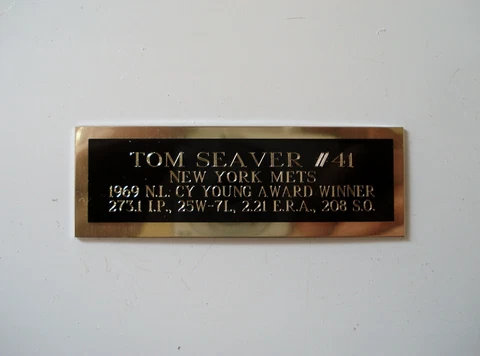 TOM SEAVER #41
NEW YORK METS
1969 N.L. CY YOUNG AWARD WINNER
273.1 I.P., 25W-7L, 2.21 E.R.A., 208 S.O.